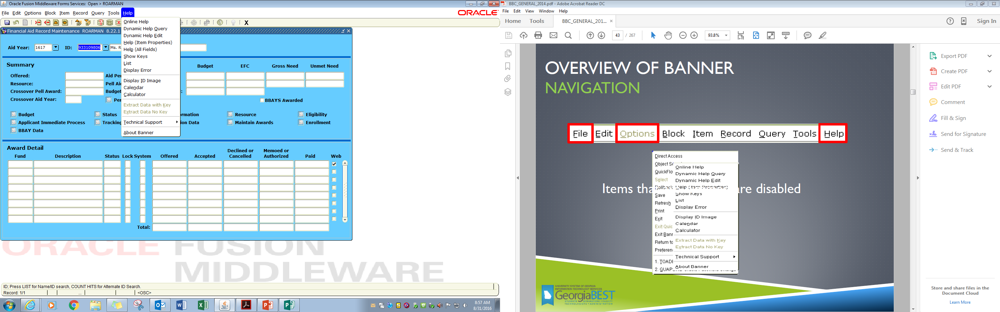 Oracle Fusion Middleware Forms Services: Open > ROARMAN
File Edit Options Block Item Record Query Tools Help
ORACLE
Financial Aid Record Maintenance ROARMAN 8.22.1
Aid Year: 1617 ID: 933109806 Ms. R
Online Help
Dynamic Help Query
Dynamic Help Edit
Help (Item Properties)
Help (All Fields)
Show Keys
List
Display Error
Display ID Image
Calendar
Calculator
Extract Data with Key
Extract Data No Key
Technical Support
About Banner
Summary
Budget EFC Gross Need Unmet Need
Offered: Aid Per
Resource: Pell Aid
Crossover Pell Award: Budget :
Crossover Aid Year: Per
BBAYS Awarded
Budget Status ormation Resource Eligibility
Applicant Immediate Process Tracking ion Data Maintain Awards Enrollment
BBAY Data
Award Detail
Fund Description Status Lock System Offered Accepted Declined or Cancelled Memoed or Authorized Paid Web
Total:
ORACLE FUSION
MIDDLEWARE
ID; Press LIST for Name/ID search, COUNT HITS for Alternate ID Search.
Record: 1/1 ... <OSC>
8:57 AM
8/31/2016
BBC_GENERAL_2014.pdf - Adobe Acrobat Reader DC
File Edit View Window Help
Home Tools BBC_GENERAL_201... × Sign In
43 / 267 93.8%
OVERVIEW OF BANNER
NAVIGATION
File Edit Options Block Item Record Query Tools Help
Items tha are disabled
Direct Access
Object Se
QuickFlo
Select
Rollback
Save
Refresh
Print
Exit
Exit Quic
Exit Bann
Return to
Preferen
1. TOAD
2. GUAP
Online Help
Dynamic Help Query
Dynamic Help Edit
Help (Item Properties)
Show Keys
List
Display Error
Display ID Image
Calendar
Calculator
Extract Data with Key
Extract Data No Key
Technical Support
About Banner
UNIVERSITY SYSTEM OF GEORGIA
INFORMATION TECHNOLOGY SERVICES
GeorgiaBEST
STUDENTS • INTEGRATIONS • FACULTY
Export PDF
Create PDF
Edit PDF
Comment
Fill & Sign
Send for Signature
Send & Track
Store and share files in the
Document Cloud
Learn More